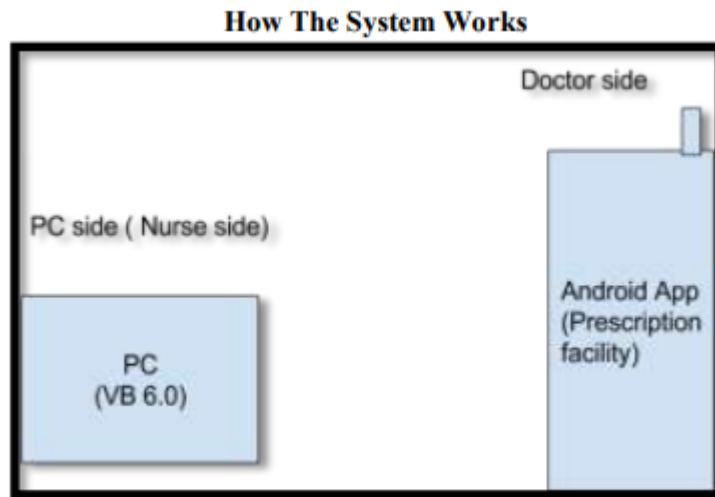 How The System Works
Doctor side
PC side ( Nurse side)
Android App
(Prescription
facility)
PC
(VB 6.0)